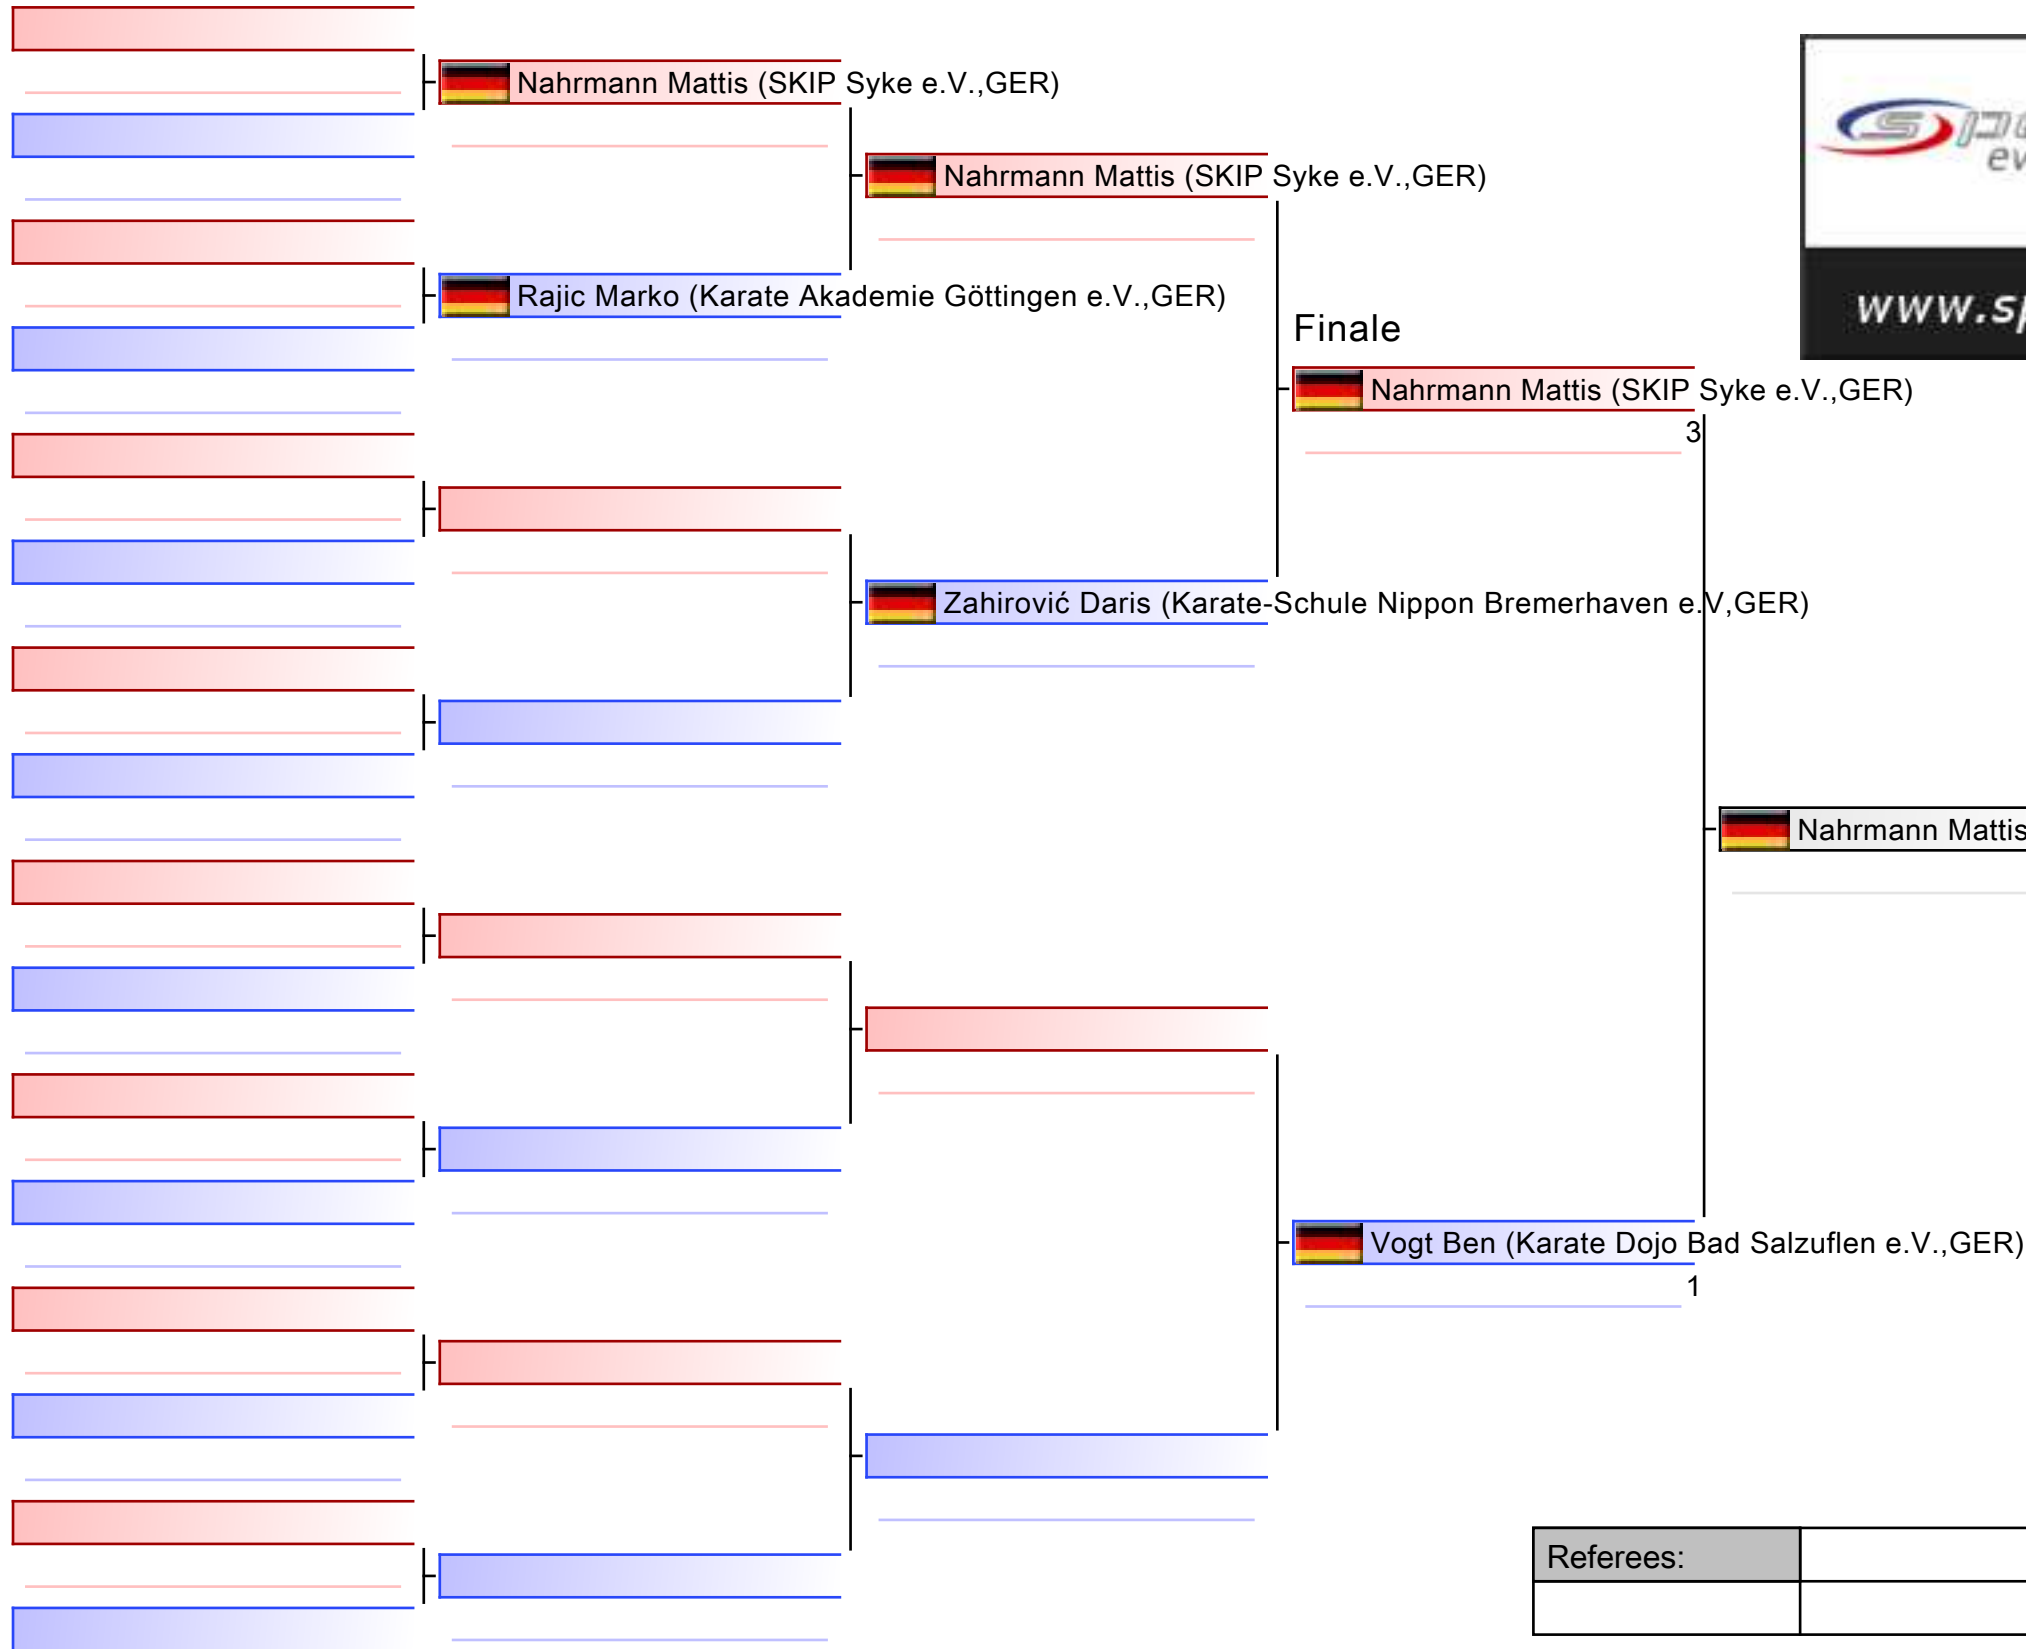 Nahrmann Mattis (SKIP Syke e.V.,GER)
Nahrmann Mattis (SKIP Syke e.V.,GER)
Rajic Marko (Karate Akademie Göttingen e.V.,GER)
Finale
Nahrmann Mattis (SKIP Syke e.V.,GER)
3
Zahirović Daris (Karate-Schule Nippon Bremerhaven e.V,GER)
Nahrmann Mattis
Vogt Ben (Karate Dojo Bad Salzuflen e.V.,GER)
1
Referees:
www.sp